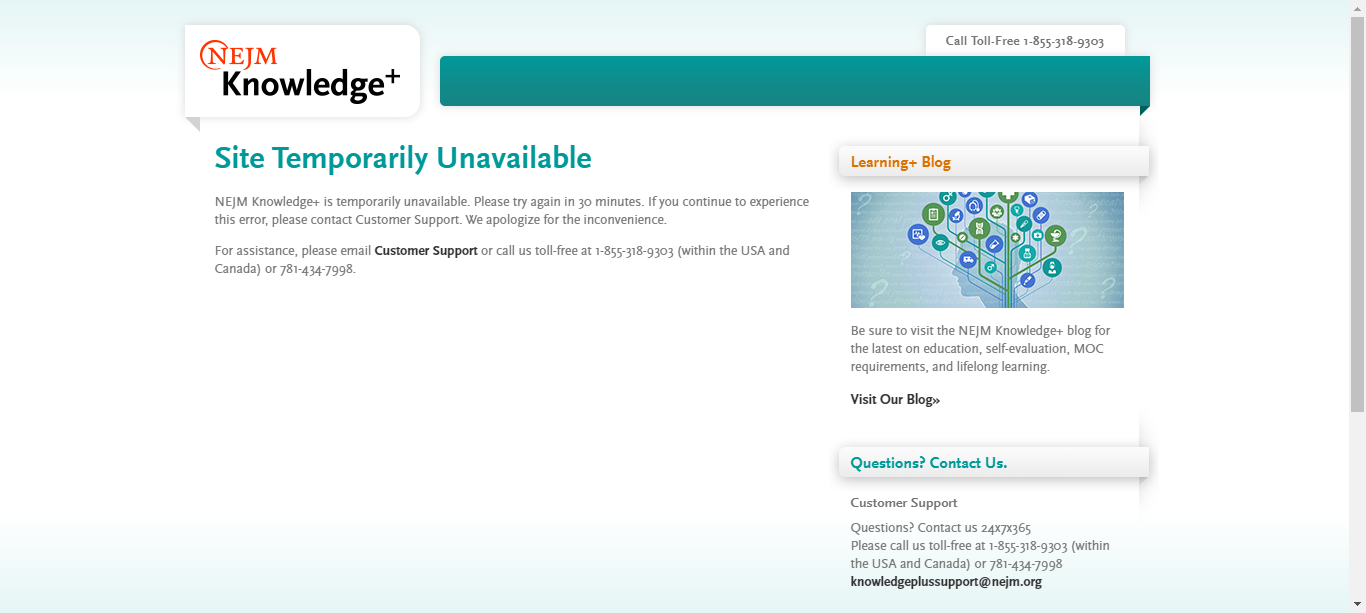 NEJM
Knowledge+
Call Toll-Free 1-855-318-9303
Site Temporarily Unavailable
NEJM Knowledge+ is temporarily unavailable. Please try again in 30 minutes. If you continue to experience
this error, please contact Customer Support. We apologize for the inconvenience.
For assistance, please email Customer Support or call us toll-free at 1-855-318-9303 (within the USA and
Canada) or 781-434-7998.
Learning+ Blog
Be sure to visit the NEJM Knowledge+ blog for
the latest on education, self-evaluation, MOC
requirements, and lifelong learning.
Visit Our Blog»
Questions? Contact Us.
Customer Support
Questions? Contact us 24x7x365
Please call us toll-free at 1-855-318-9303 (within
the USA and Canada) or 781-434-7998
knowledgeplussupport@nejm.org